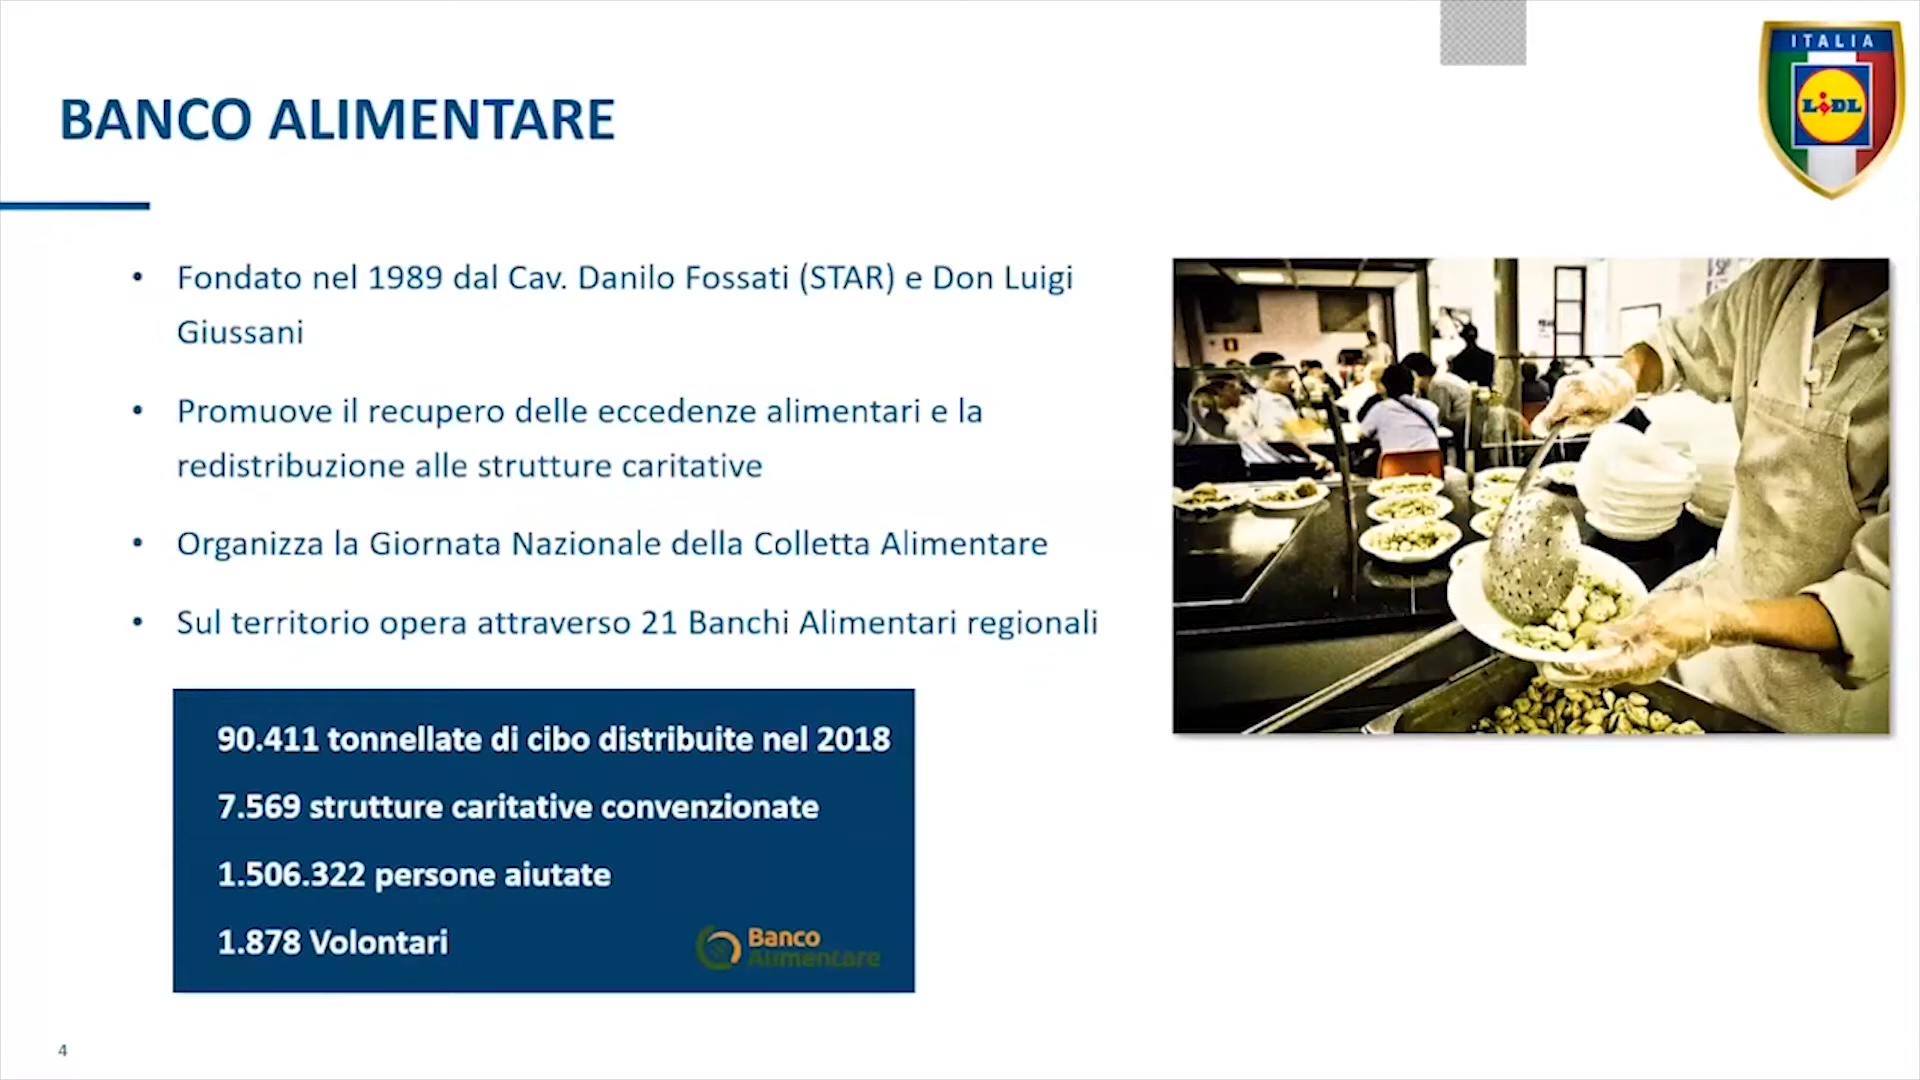 ITALIA
LIDL
BANCO ALIMENTARE
• Fondato nel 1989 dal Cav. Danilo Fossati (STAR) e Don Luigi
Giussani
• Promuove il recupero delle eccedenze alimentari e la
redistribuzione alle strutture caritative
• Organizza la Giornata Nazionale della Colletta Alimentare
• Sul territorio opera attraverso 21 Banchi Alimentari regionali
90.411 tonnellate di cibo distribuite nel 2018
7.569 strutture caritative convenzionate
1.506.322 persone aiutate
1.878 Volontari
Banco
Alimentare
4